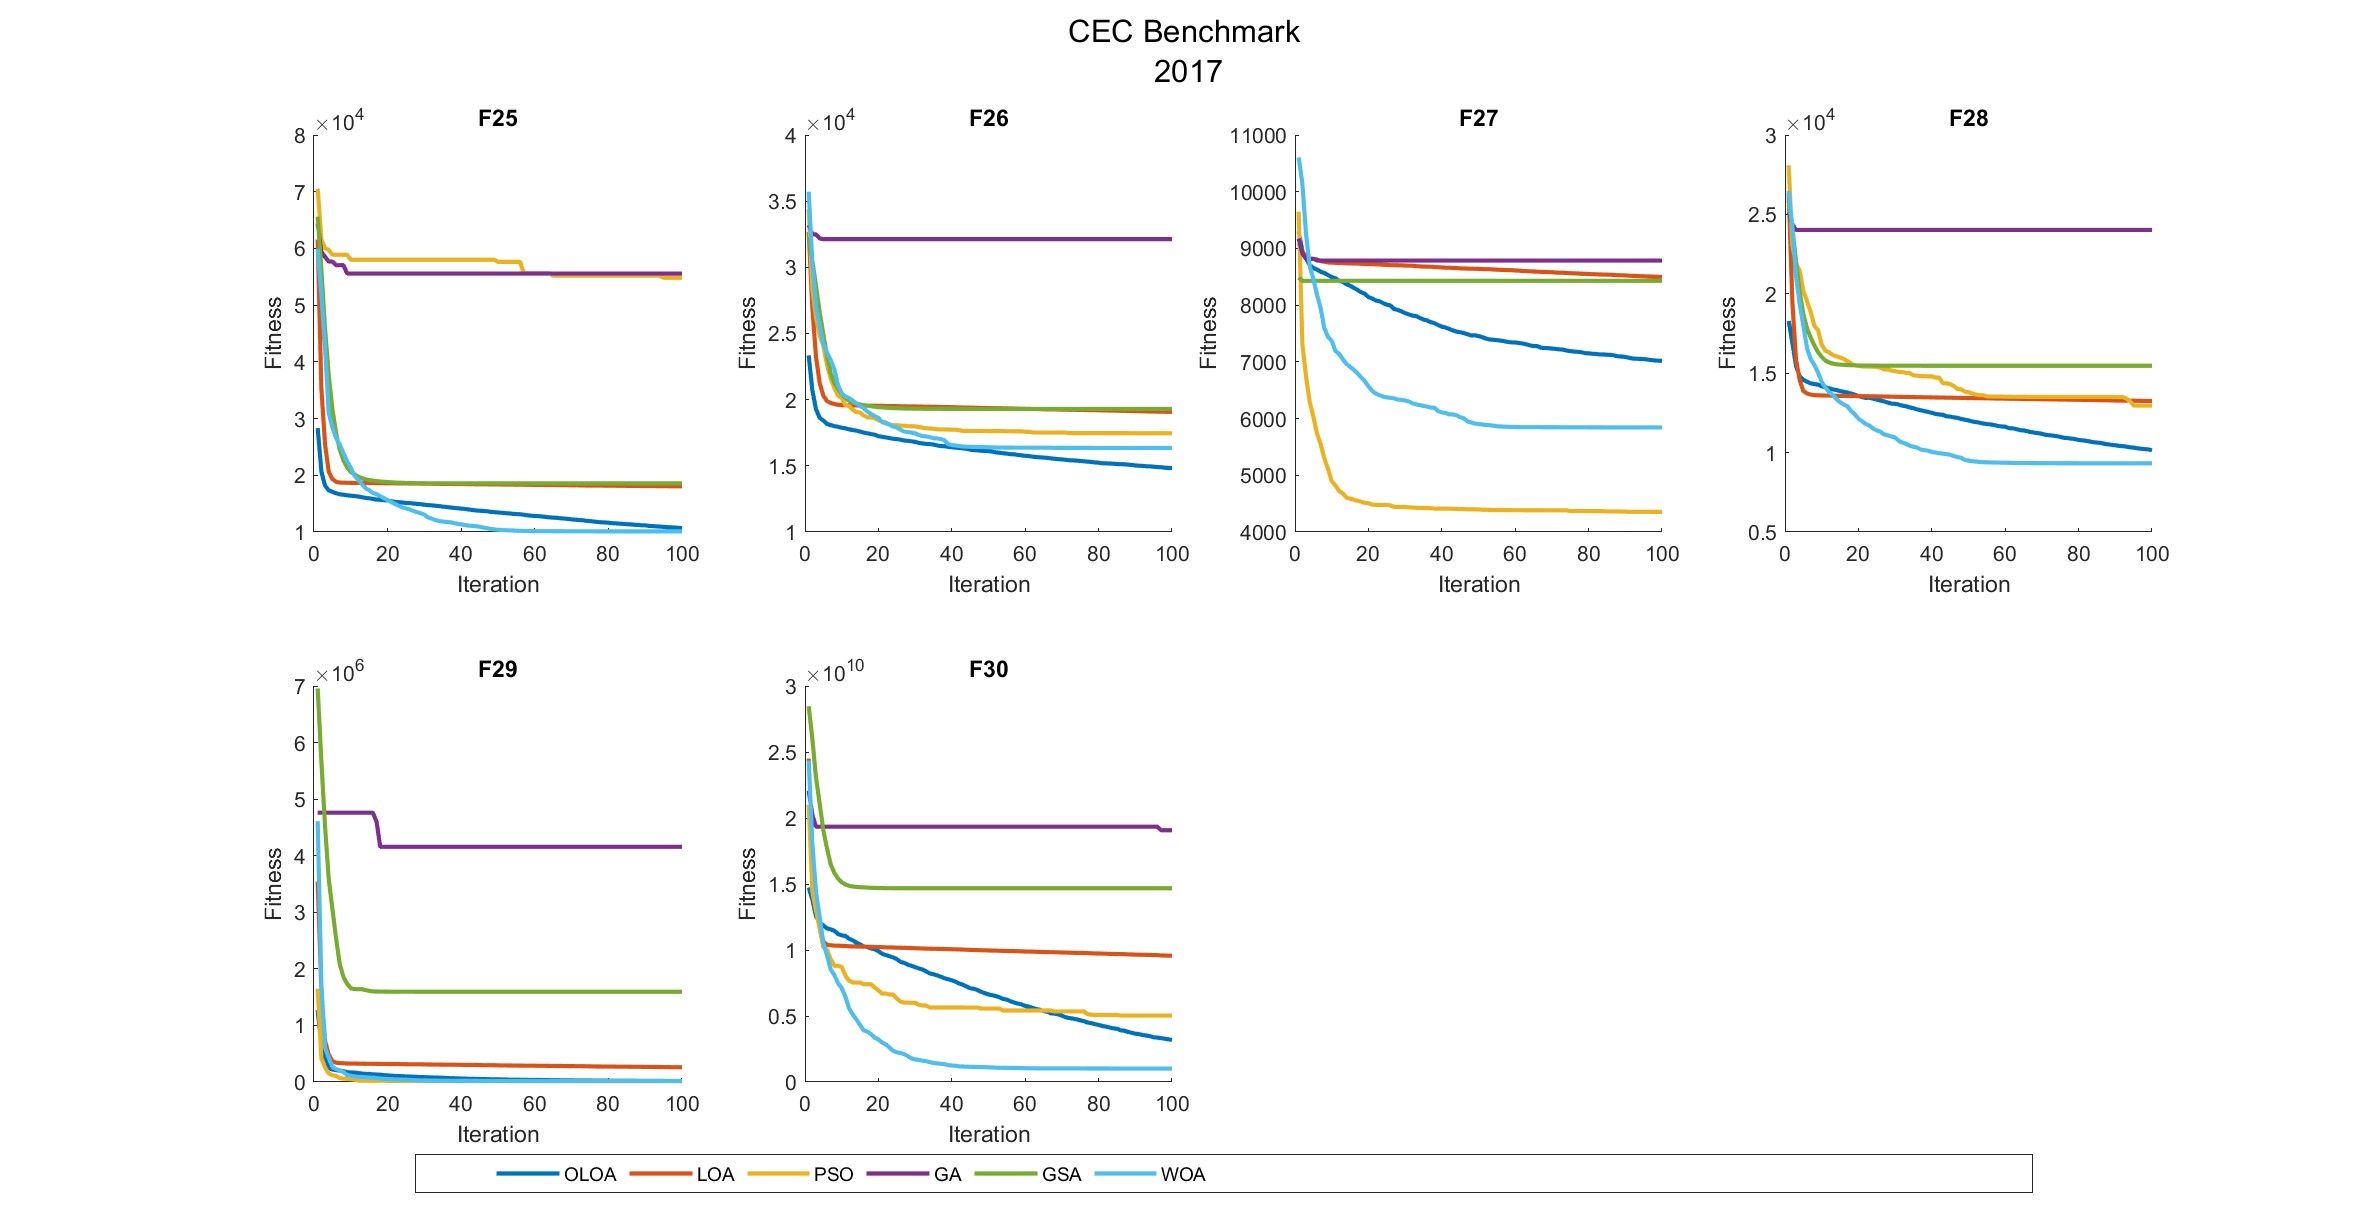 CEC Benchmark
2017
F25
×10^4
8
7
6
5
4
3
2
1
0 20 40 60 80 100
Fitness
Iteration
F26
×10^4
4
3.5
3
2.5
2
1.5
1
0 20 40 60 80 100
Fitness
Iteration
F27
11000
10000
9000
8000
7000
6000
5000
4000
0 20 40 60 80 100
Fitness
Iteration
F28
×10^4
3
2.5
2
1.5
1
0.5
0 20 40 60 80 100
Fitness
Iteration
F29
×10^6
7
6
5
4
3
2
1
0
0 20 40 60 80 100
Fitness
Iteration
F30
×10^10
3
2.5
2
1.5
1
0.5
0
0 20 40 60 80 100
Fitness
Iteration
OLOA LOA PSO GA GSA WOA